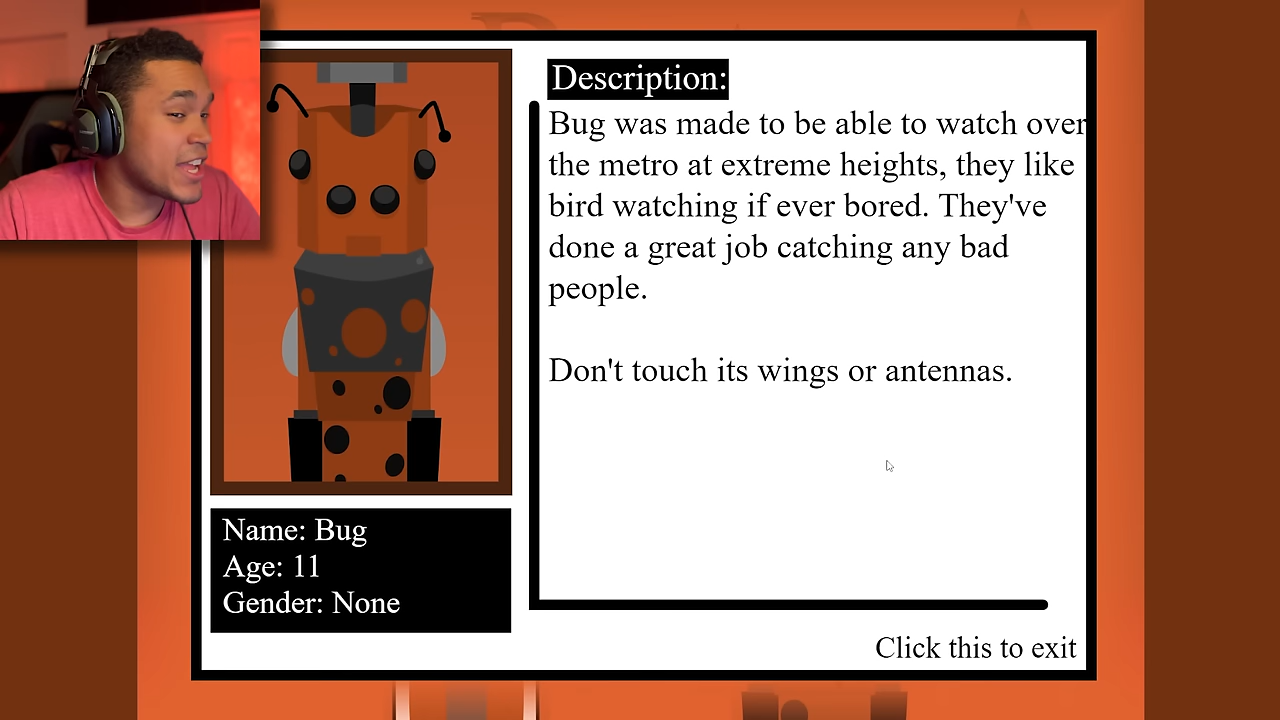 Description:
Bug was made to be able to watch over
the metro at extreme heights, they like
bird watching if ever bored. They've
done a great job catching any bad
people.
Don't touch its wings or antennas.
Name: Bug
Age: 11
Gender: None
Click this to exit